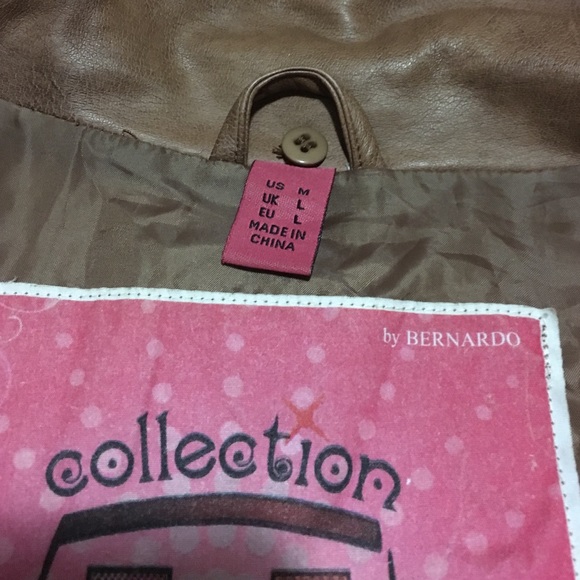 US M
UK L
EU L
MADE IN
CHINA
by BERNARDO
collection